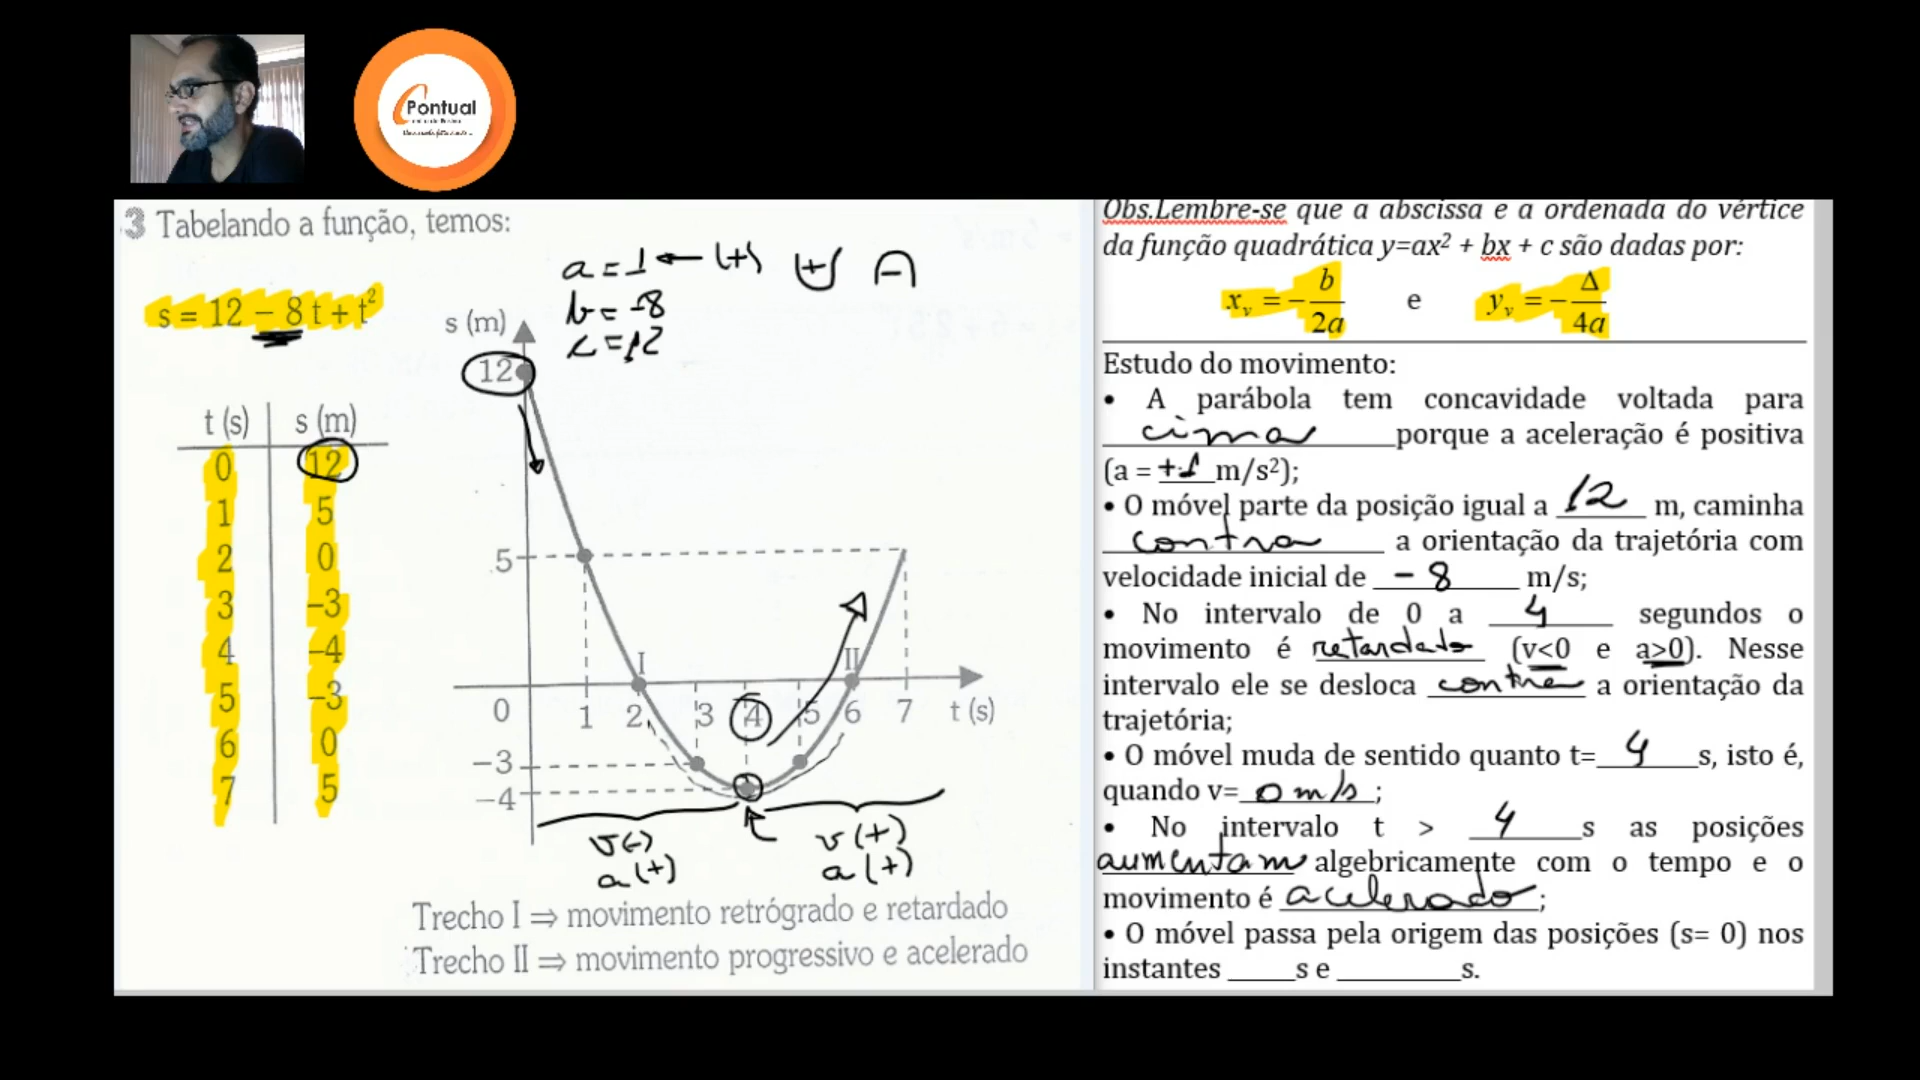 Pontual
3 Tabelando a função, temos:
s = 12 – 8 t + t²
t (s) s (m)
0 12
1 5
2 0
3 –3
4 –4
5 –3
6 0
7 5
a = 1 ← (+) (+)
b = -8
c = 12
s (m)
12
5
I II
0 1 2 3 4 5 6 7 t (s)
–3
–4
v(-) v(+)
a(+) a(+)
Trecho I ⇒ movimento retrógrado e retardado
Trecho II ⇒ movimento progressivo e acelerado
Obs.Lembre-se que a abscissa e a ordenada do vértice
da função quadrática y=ax² + bx + c são dadas por:
xᵥ = – b/2a e yᵥ = – Δ/4a
Estudo do movimento:
• A parábola tem concavidade voltada para
cima porque a aceleração é positiva
(a = +1 m/s²);
• O móvel parte da posição igual a 12 m, caminha
contra a orientação da trajetória com
velocidade inicial de - 8 m/s;
• No intervalo de 0 a 4 segundos o
movimento é retardado (v<0 e a>0). Nesse
intervalo ele se desloca contra a orientação da
trajetória;
• O móvel muda de sentido quanto t= 4 s, isto é,
quando v= 0 m/s ;
• No intervalo t > 4 s as posições
aumentam algebricamente com o tempo e o
movimento é acelerado ;
• O móvel passa pela origem das posições (s= 0) nos
instantes _____s e _________s.